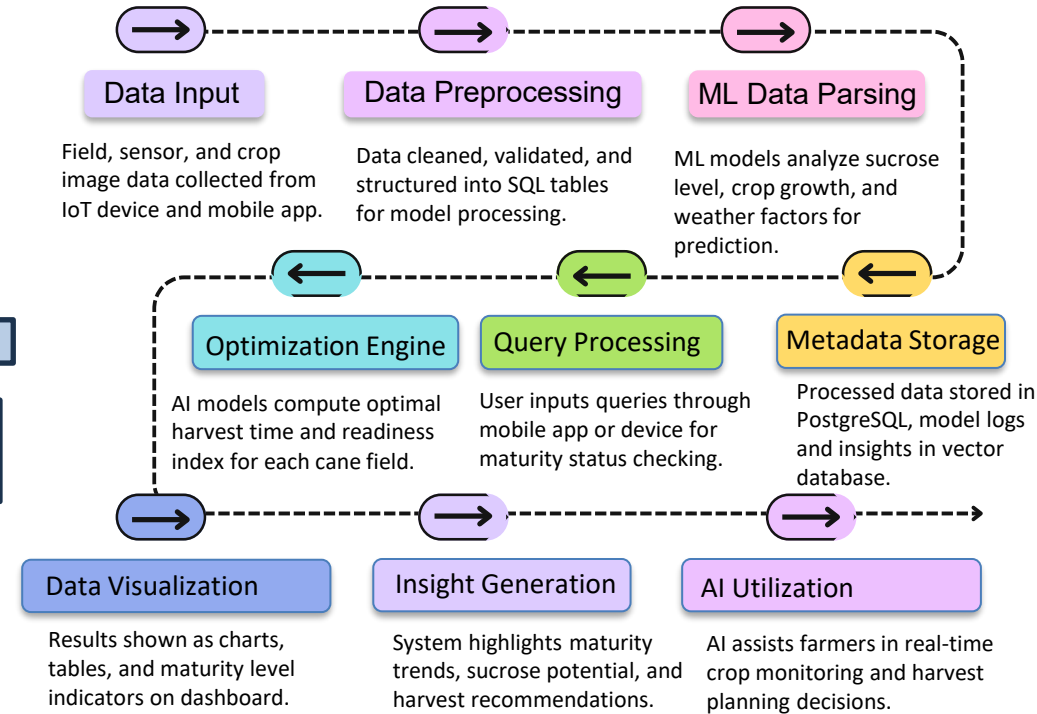 Data Input
Field, sensor, and crop
image data collected from
IoT device and mobile app.
Data Preprocessing
Data cleaned, validated, and
structured into SQL tables
for model processing.
ML Data Parsing
ML models analyze sucrose
level, crop growth, and
weather factors for
prediction.
Metadata Storage
Processed data stored in
PostgreSQL, model logs
and insights in vector
database.
Query Processing
User inputs queries through
mobile app or device for
maturity status checking.
Optimization Engine
AI models compute optimal
harvest time and readiness
index for each cane field.
Data Visualization
Results shown as charts,
tables, and maturity level
indicators on dashboard.
Insight Generation
System highlights maturity
trends, sucrose potential, and
harvest recommendations.
AI Utilization
AI assists farmers in real-time
crop monitoring and harvest
planning decisions.